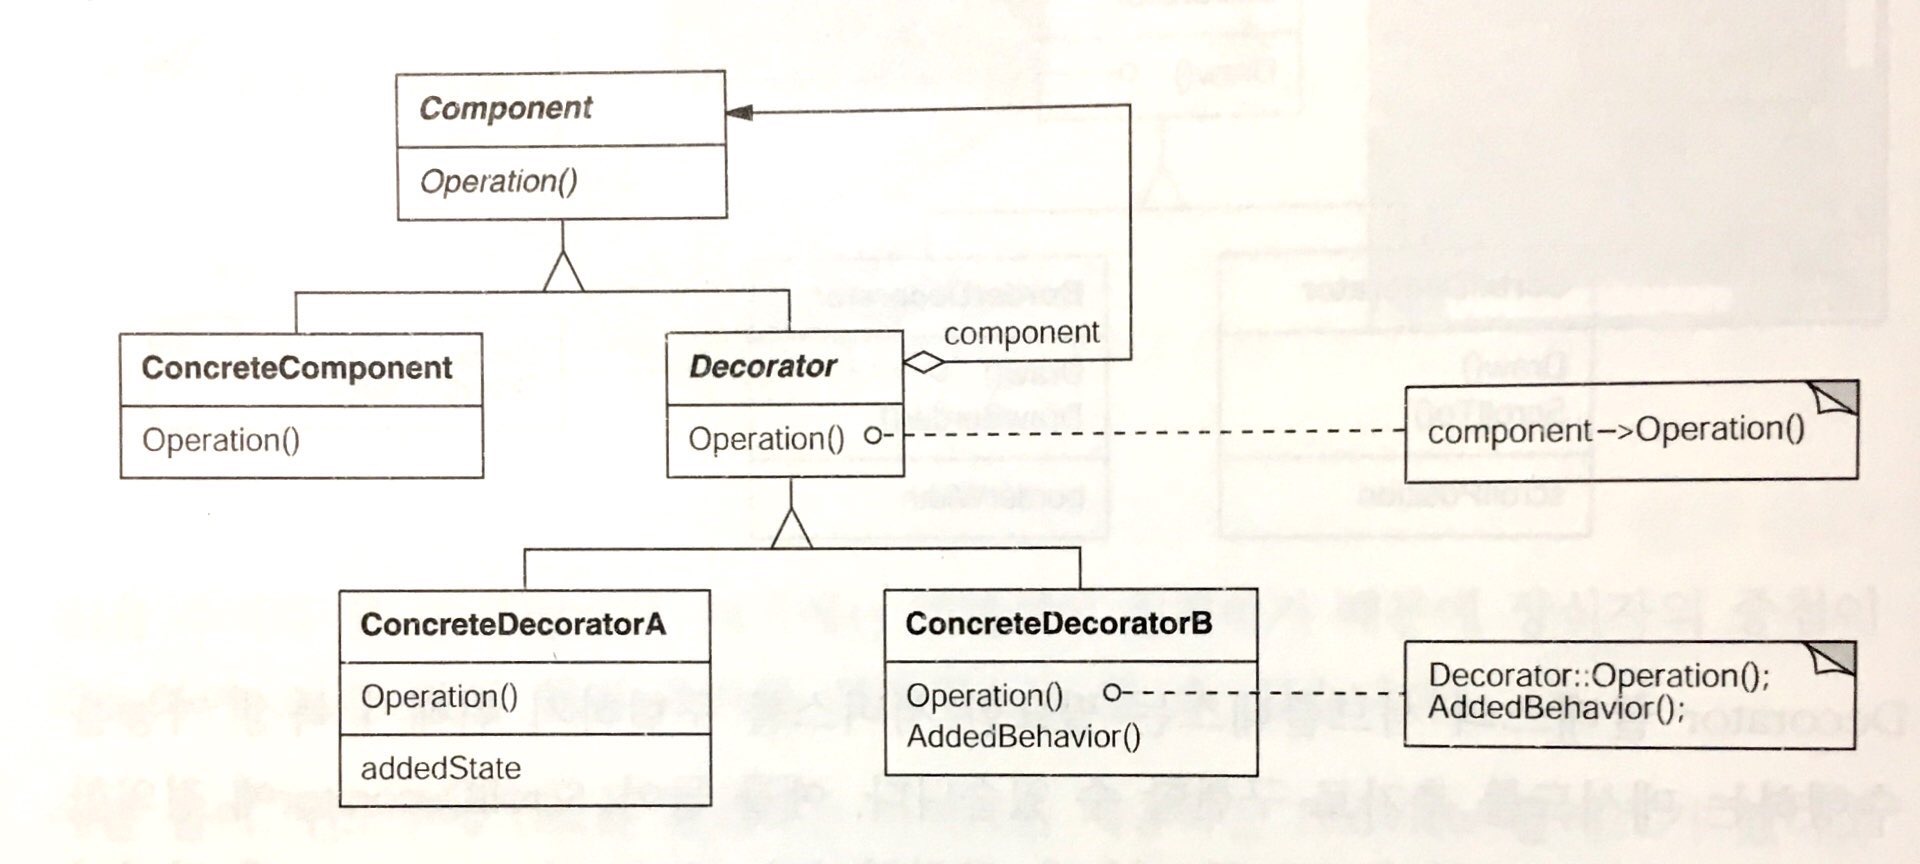 Component
Operation()
component
ConcreteComponent
Operation()
Decorator
Operation()
component–>Operation()
ConcreteDecoratorA
Operation()
addedState
ConcreteDecoratorB
Operation()
AddedBehavior()
Decorator::Operation();
AddedBehavior();